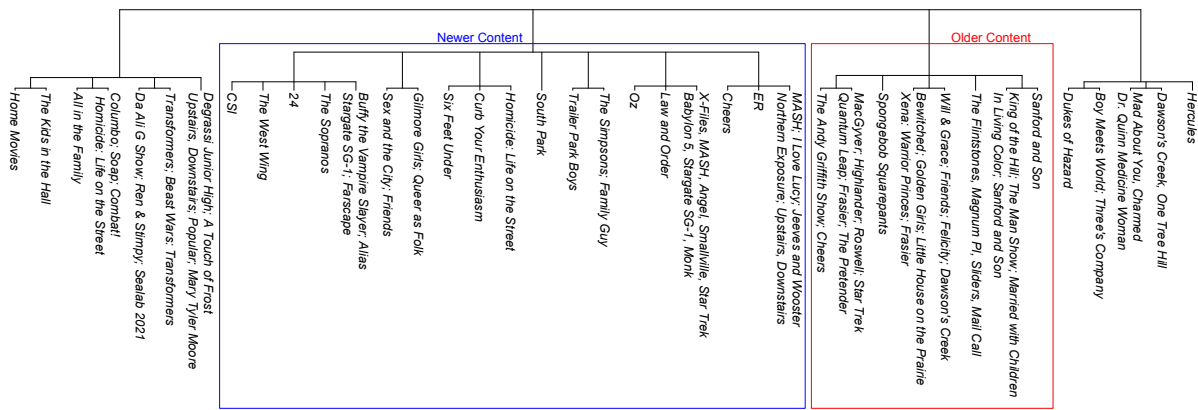 Newer Content
Older Content
Home Movies
The Kids in the Hall
All in the Family
Columbo; Soap; Combat!
Homicide: Life on the Street
Da Ali G Show; Ren & Stimpy; Sealab 2021
Transformers; Beast Wars: Transformers
Degrassi Junior High; A Touch of Frost
Upstairs, Downstairs; Popular; Mary Tyler Moore
CSI
The West Wing
24
The Sopranos
Buffy the Vampire Slayer; Alias
Stargate SG-1; Farscape
Sex and the City; Friends
Gilmore Girls; Queer as Folk
Six Feet Under
Curb Your Enthusiasm
Homicide: Life on the Street
South Park
Trailer Park Boys
The Simpsons; Family Guy
Oz
Law and Order
X-Files, MASH, Angel, Smallville, Star Trek
Babylon 5, Stargate SG-1, Monk
Cheers
ER
MASH; I Love Lucy; Jeeves and Wooster
Northern Exposure; Upstairs, Downstairs
The Andy Griffith Show; Cheers
MacGyver; Highlander; Roswell; Star Trek
Quantum Leap; Frasier; The Pretender
Spongebob Squarepants
Bewitched; Golden Girls; Little House on the Prairie
Xena: Warrior Princes; Frasier
Will & Grace; Friends; Felicity; Dawson's Creek
The Flintstones, Magnum PI, Sliders, Mail Call
King of the Hill; The Man Show; Married with Children
In Living Color; Sanford and Son
Sanford and Son
Dukes of Hazard
Boy Meets World; Three's Company
Mad About You, Charmed
Dr. Quinn Medicine Woman
Dawson's Creek, One Tree Hill
Hercules